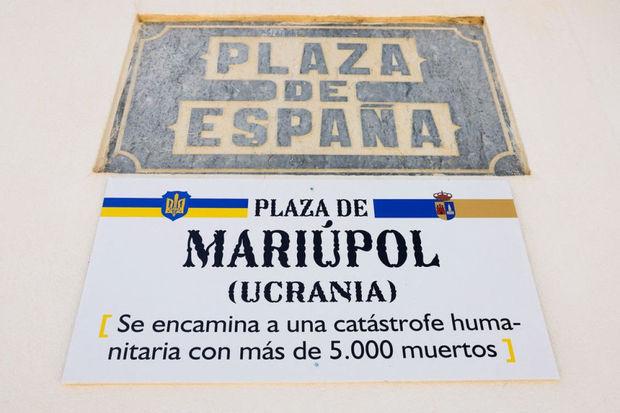 PLAZA
DE
ESPAÑA
PLAZA DE
MARIÚPOL
(UCRANIA)
[ Se encamina a una catástrofe huma-
nitaria con más de 5.000 muertos ]